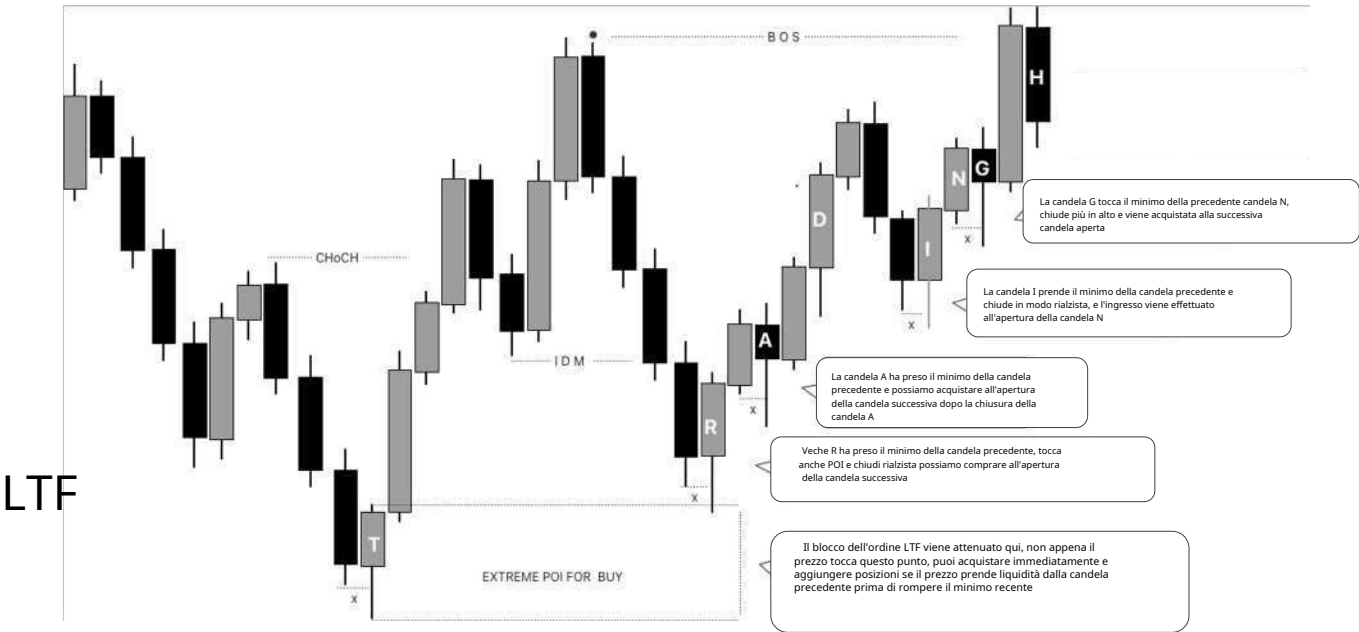 BOS
H
N
G
La candela G tocca il minimo della precedente candela N,
chiude più in alto e viene acquistata alla successiva
candela aperta
D
I
x
CHoCH
La candela I prende il minimo della candela precedente e
chiude in modo rialzista, e l'ingresso viene effettuato
all'apertura della candela N
x
A
IDM
La candela A ha preso il minimo della candela
precedente e possiamo acquistare all'apertura
della candela successiva dopo la chiusura della
candela A
x
R
Veche R ha preso il minimo della candela precedente, tocca
anche POI e chiudi rialzista possiamo comprare all'apertura
della candela successiva
x
LTF
T
EXTREME POI FOR BUY
x
Il blocco dell'ordine LTF viene attenuato qui, non appena il
prezzo tocca questo punto, puoi acquistare immediatamente e
aggiungere posizioni se il prezzo prende liquidità dalla candela
precedente prima di rompere il minimo recente